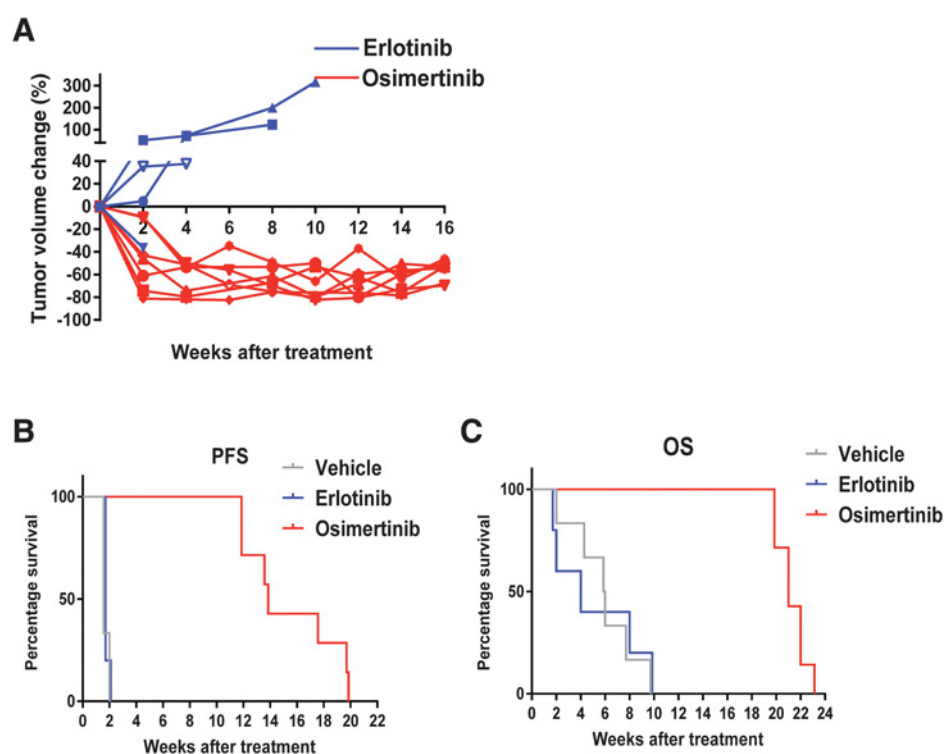 A
Erlotinib
Osimertinib
Tumor volume change (%)
300
200
100
40
20
0
-20
-40
-60
-80
-100
2 4 6 8 10 12 14 16
Weeks after treatment
B
PFS
Vehicle
Erlotinib
Osimertinib
Percentage survival
100
50
0
0 2 4 6 8 10 12 14 16 18 20 22
Weeks after treatment
C
OS
Vehicle
Erlotinib
Osimertinib
Percentage survival
100
50
0
0 2 4 6 8 10 12 14 16 18 20 22 24
Weeks after treatment